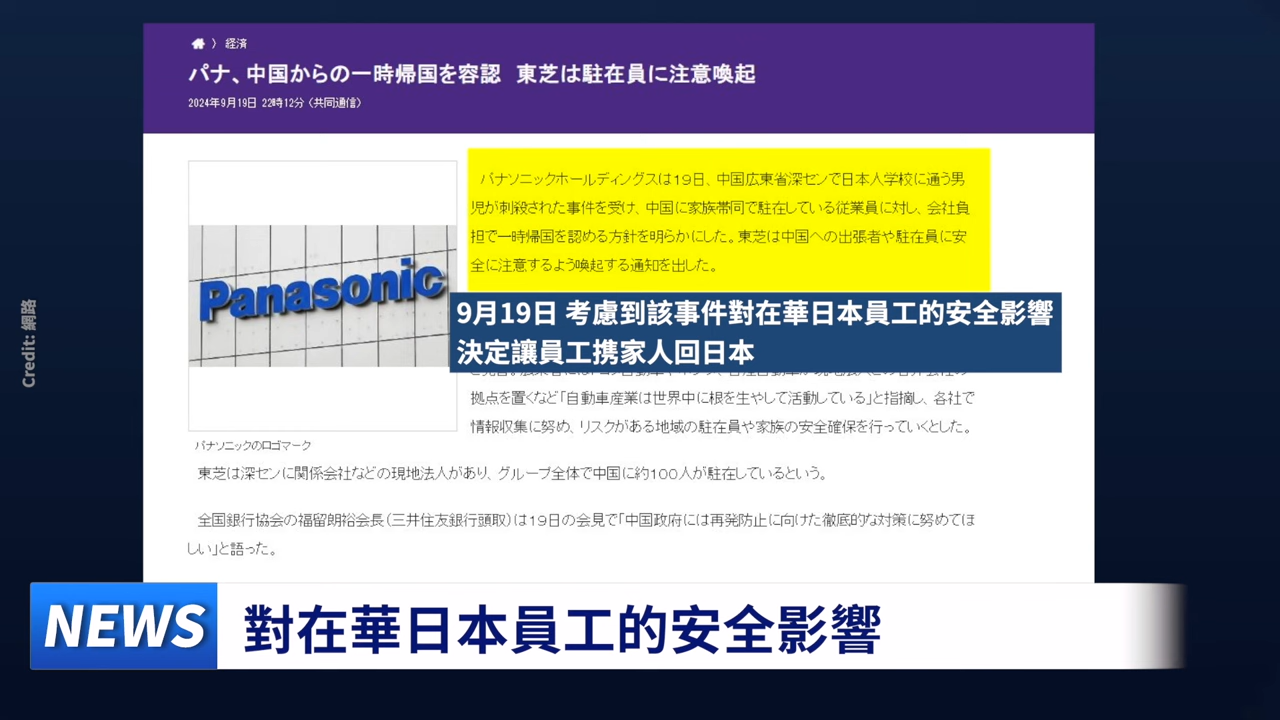 経済
パナ、中国からの一時帰国を容認 東芝は駐在員に注意喚起
2024年9月19日 22時12分 (共同通信)
Panasonic
パナソニックホールディングスは19日、中国広東省深センで日本人学校に通う男
児が刺殺された事件を受け、中国に家族帯同で駐在している従業員に対し、会社負
担で一時帰国を認める方針を明らかにした。東芝は中国への出張者や駐在員に安
全に注意するよう喚起する通知を出した。
9月19日 考慮到該事件對在華日本員工的安全影響
決定讓員工携家人回日本
拠点を置くなど「自動車産業は世界中に根を生やして活動している」と指摘し、各社で
情報収集に努め、リスクがある地域の駐在員や家族の安全確保を行っていくとした。
パナソニックのロゴマーク
東芝は深センに関係会社などの現地法人があり、グループ全体で中国に約100人が駐在しているという。
全国銀行協会の福留朗裕会長(三井住友銀行頭取)は19日の会見で「中国政府には再発防止に向けた徹底的な対策に努めてほ
しい」と語った。
Credit: 網路
NEWS
對在華日本員工的安全影響